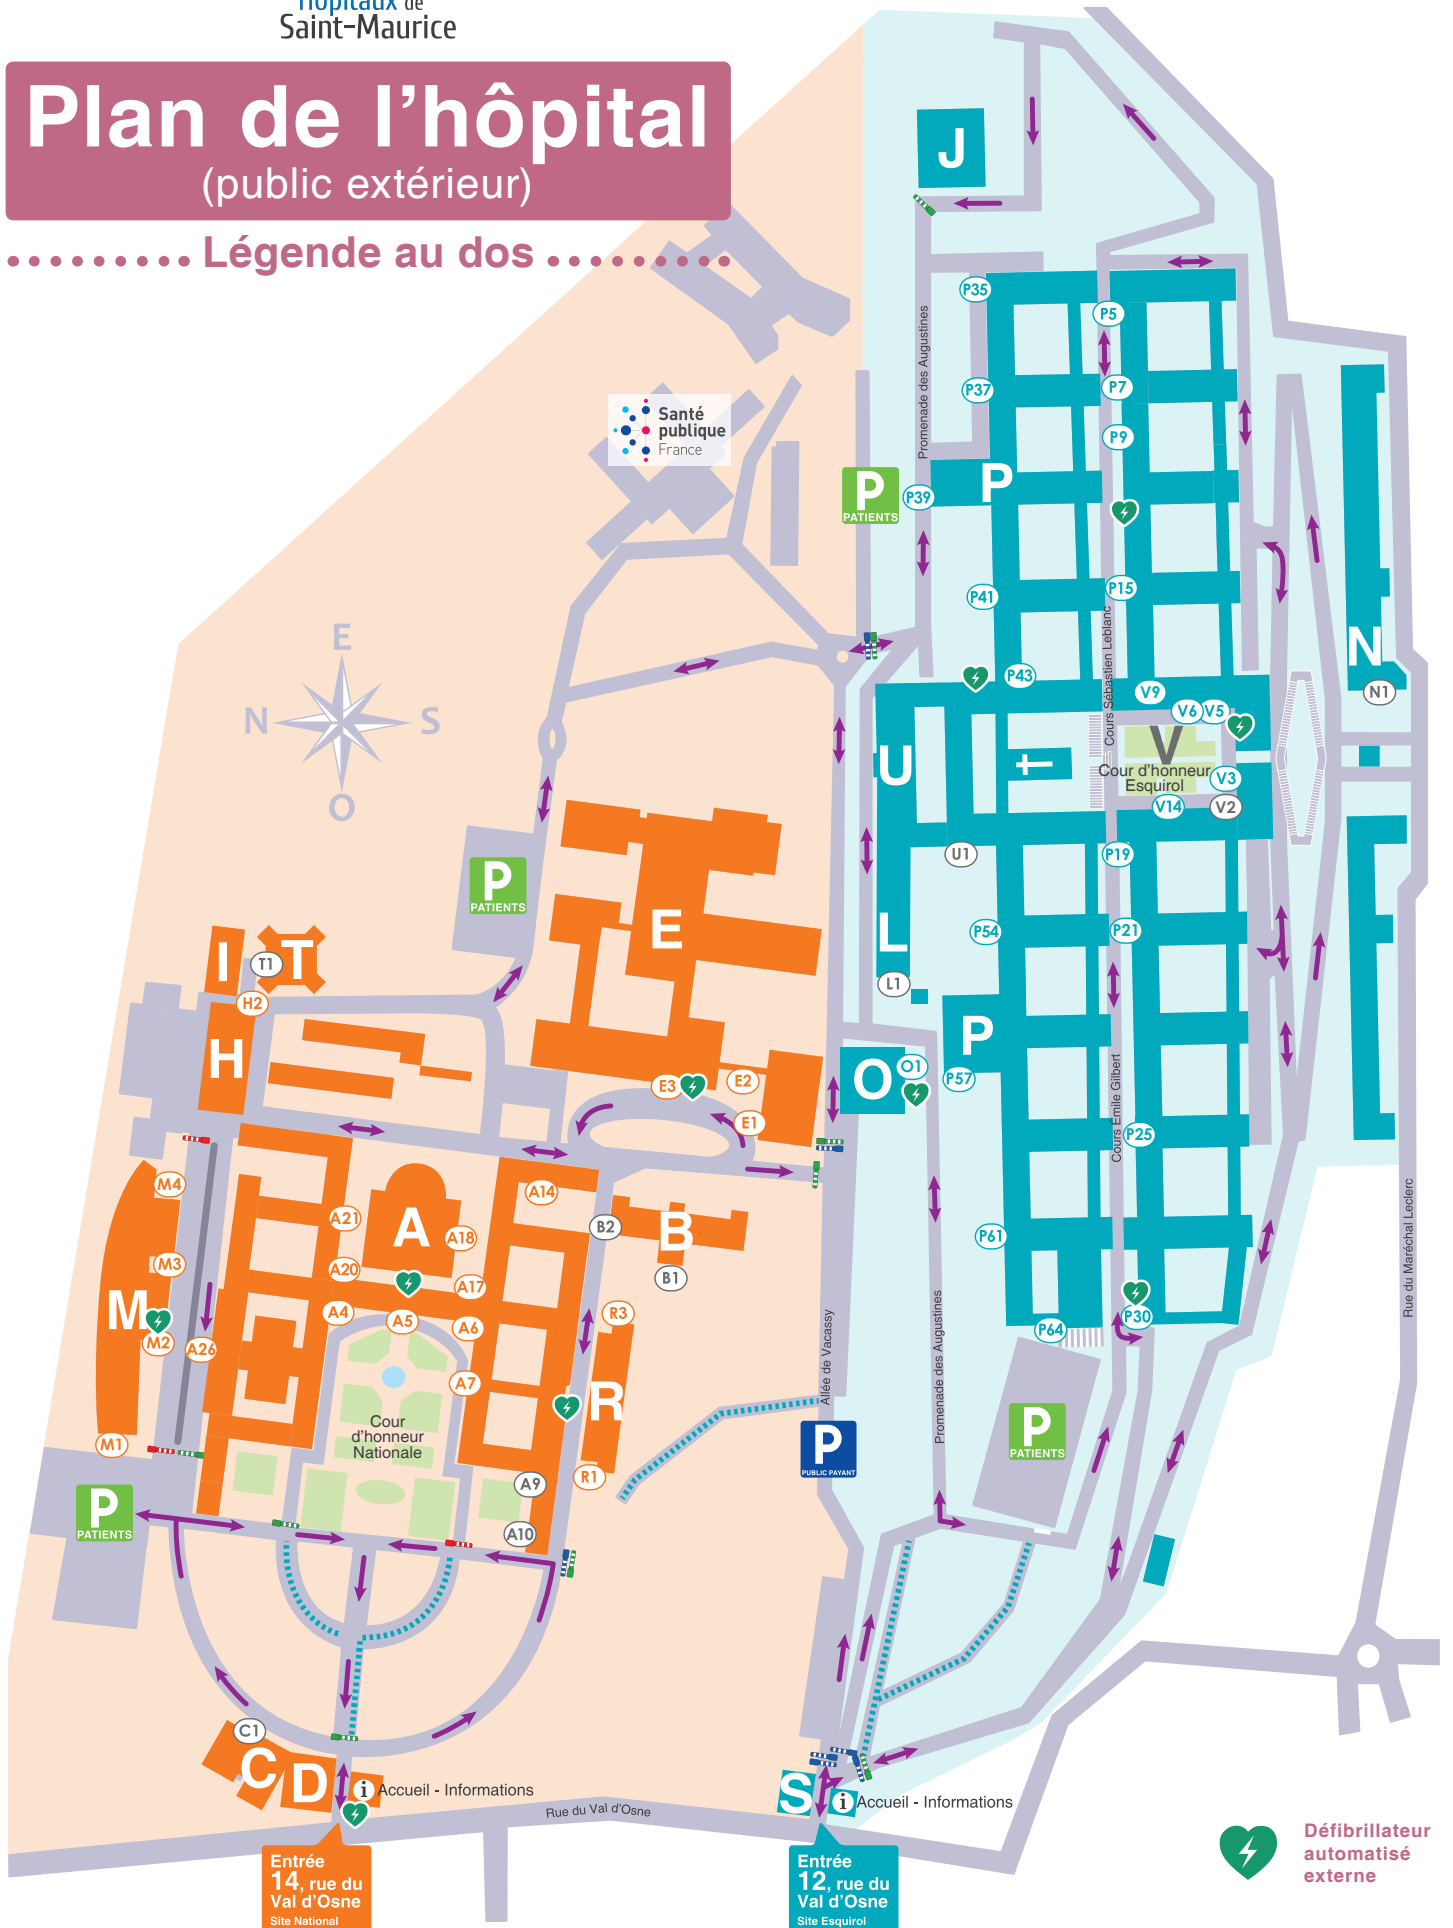 Hôpitaux de
Saint-Maurice
Plan de l'hôpital
(public extérieur)
Légende au dos
J
P35
P5
P37
P7
P9
Promenade des Augustines
Santé
publique
France
P
PATIENTS
P39
P
P41
P15
Cours Sébastien Leblanc
N
N1
E
N
S
O
P43
V9
V6
V5
V
Cour d'honneur
Esquirol
V3
V14
V2
U
U1
P19
P
PATIENTS
E
L
L1
P54
P21
I
T
T1
H2
H
P
P57
O
O1
Cours Emile Gilbert
P25
E3
E2
E1
M4
M3
M
M2
M1
A21
A
A18
A14
A20
A17
A4
A5
A6
A26
A7
B2
B
B1
R3
R
R1
Cour
d'honneur
Nationale
A9
A10
P61
P64
P30
Allée de Vacassy
Promenade des Augustines
Rue du Maréchal Leclerc
P
PUBLIC PAYANT
P
PATIENTS
P
PATIENTS
C1
C
D
i Accueil - Informations
S
i Accueil - Informations
Rue du Val d'Osne
Entrée
14, rue du
Val d'Osne
Site National
Entrée
12, rue du
Val d'Osne
Site Esquirol
Défibrillateur
automatisé
externe